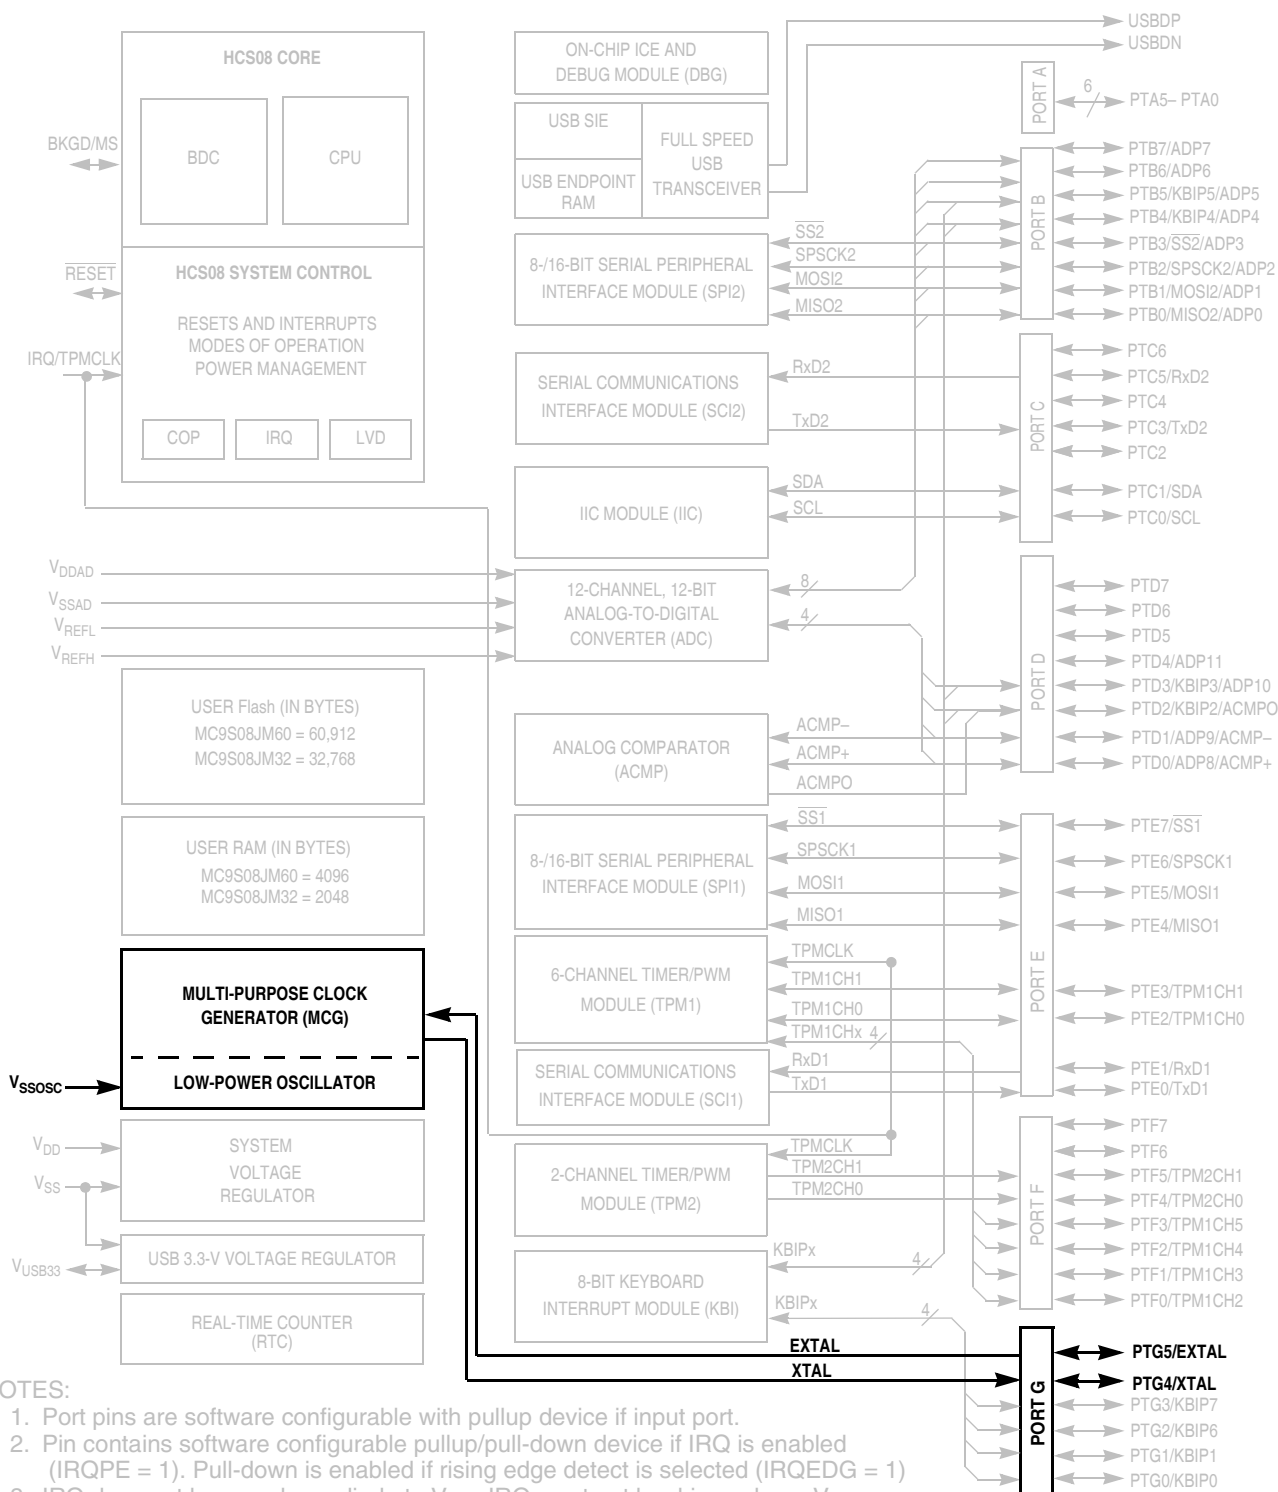 HCS08 CORE
BDC
CPU
BKGD/MS
HCS08 SYSTEM CONTROL
RESET
RESETS AND INTERRUPTS
MODES OF OPERATION
POWER MANAGEMENT
IRQ/TPMCLK
COP
IRQ
LVD
VDDAD
VSSAD
VREFL
VREFH
USER Flash (IN BYTES)
MC9S08JM60 = 60,912
MC9S08JM32 = 32,768
USER RAM (IN BYTES)
MC9S08JM60 = 4096
MC9S08JM32 = 2048
MULTI-PURPOSE CLOCK
GENERATOR (MCG)
LOW-POWER OSCILLATOR
VSSOSC
VDD
VSS
SYSTEM
VOLTAGE
REGULATOR
VUSB33
USB 3.3-V VOLTAGE REGULATOR
REAL-TIME COUNTER
(RTC)
ON-CHIP ICE AND
DEBUG MODULE (DBG)
USB SIE
USB ENDPOINT
RAM
FULL SPEED
USB
TRANSCEIVER
8-/16-BIT SERIAL PERIPHERAL
INTERFACE MODULE (SPI2)
SS2
SPSCK2
MOSI2
MISO2
SERIAL COMMUNICATIONS
INTERFACE MODULE (SCI2)
RxD2
TxD2
IIC MODULE (IIC)
SDA
SCL
12-CHANNEL, 12-BIT
ANALOG-TO-DIGITAL
CONVERTER (ADC)
8
4
ANALOG COMPARATOR
(ACMP)
ACMP–
ACMP+
ACMPO
8-/16-BIT SERIAL PERIPHERAL
INTERFACE MODULE (SPI1)
SS1
SPSCK1
MOSI1
MISO1
6-CHANNEL TIMER/PWM
MODULE (TPM1)
TPMCLK
TPM1CH1
TPM1CH0
TPM1CHx 4
SERIAL COMMUNICATIONS
INTERFACE MODULE (SCI1)
RxD1
TxD1
2-CHANNEL TIMER/PWM
MODULE (TPM2)
TPMCLK
TPM2CH1
TPM2CH0
8-BIT KEYBOARD
INTERRUPT MODULE (KBI)
KBIPx
4
KBIPx
4
EXTAL
XTAL
USBDP
USBDN
PORT A
6
PTA5– PTA0
PORT B
PTB7/ADP7
PTB6/ADP6
PTB5/KBIP5/ADP5
PTB4/KBIP4/ADP4
PTB3/SS2/ADP3
PTB2/SPSCK2/ADP2
PTB1/MOSI2/ADP1
PTB0/MISO2/ADP0
PORT C
PTC6
PTC5/RxD2
PTC4
PTC3/TxD2
PTC2
PTC1/SDA
PTC0/SCL
PORT D
PTD7
PTD6
PTD5
PTD4/ADP11
PTD3/KBIP3/ADP10
PTD2/KBIP2/ACMPO
PTD1/ADP9/ACMP–
PTD0/ADP8/ACMP+
PORT E
PTE7/SS1
PTE6/SPSCK1
PTE5/MOSI1
PTE4/MISO1
PTE3/TPM1CH1
PTE2/TPM1CH0
PTE1/RxD1
PTE0/TxD1
PORT F
PTF7
PTF6
PTF5/TPM2CH1
PTF4/TPM2CH0
PTF3/TPM1CH5
PTF2/TPM1CH4
PTF1/TPM1CH3
PTF0/TPM1CH2
PORT G
PTG5/EXTAL
PTG4/XTAL
PTG3/KBIP7
PTG2/KBIP6
PTG1/KBIP1
PTG0/KBIP0
OTES:
1. Port pins are software configurable with pullup device if input port.
2. Pin contains software configurable pullup/pull-down device if IRQ is enabled
(IRQPE = 1). Pull-down is enabled if rising edge detect is selected (IRQEDG = 1)